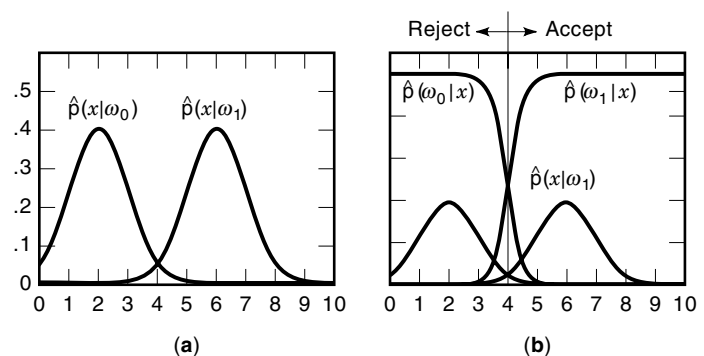 Reject Accept
p̂(x|ω₀) p̂(x|ω₁)
.5
.4
.3
.2
.1
0
0 1 2 3 4 5 6 7 8 9 10
(a)
p̂(ω₀|x) p̂(ω₁|x)
p̂(x|ω₁)
0 1 2 3 4 5 6 7 8 9 10
(b)